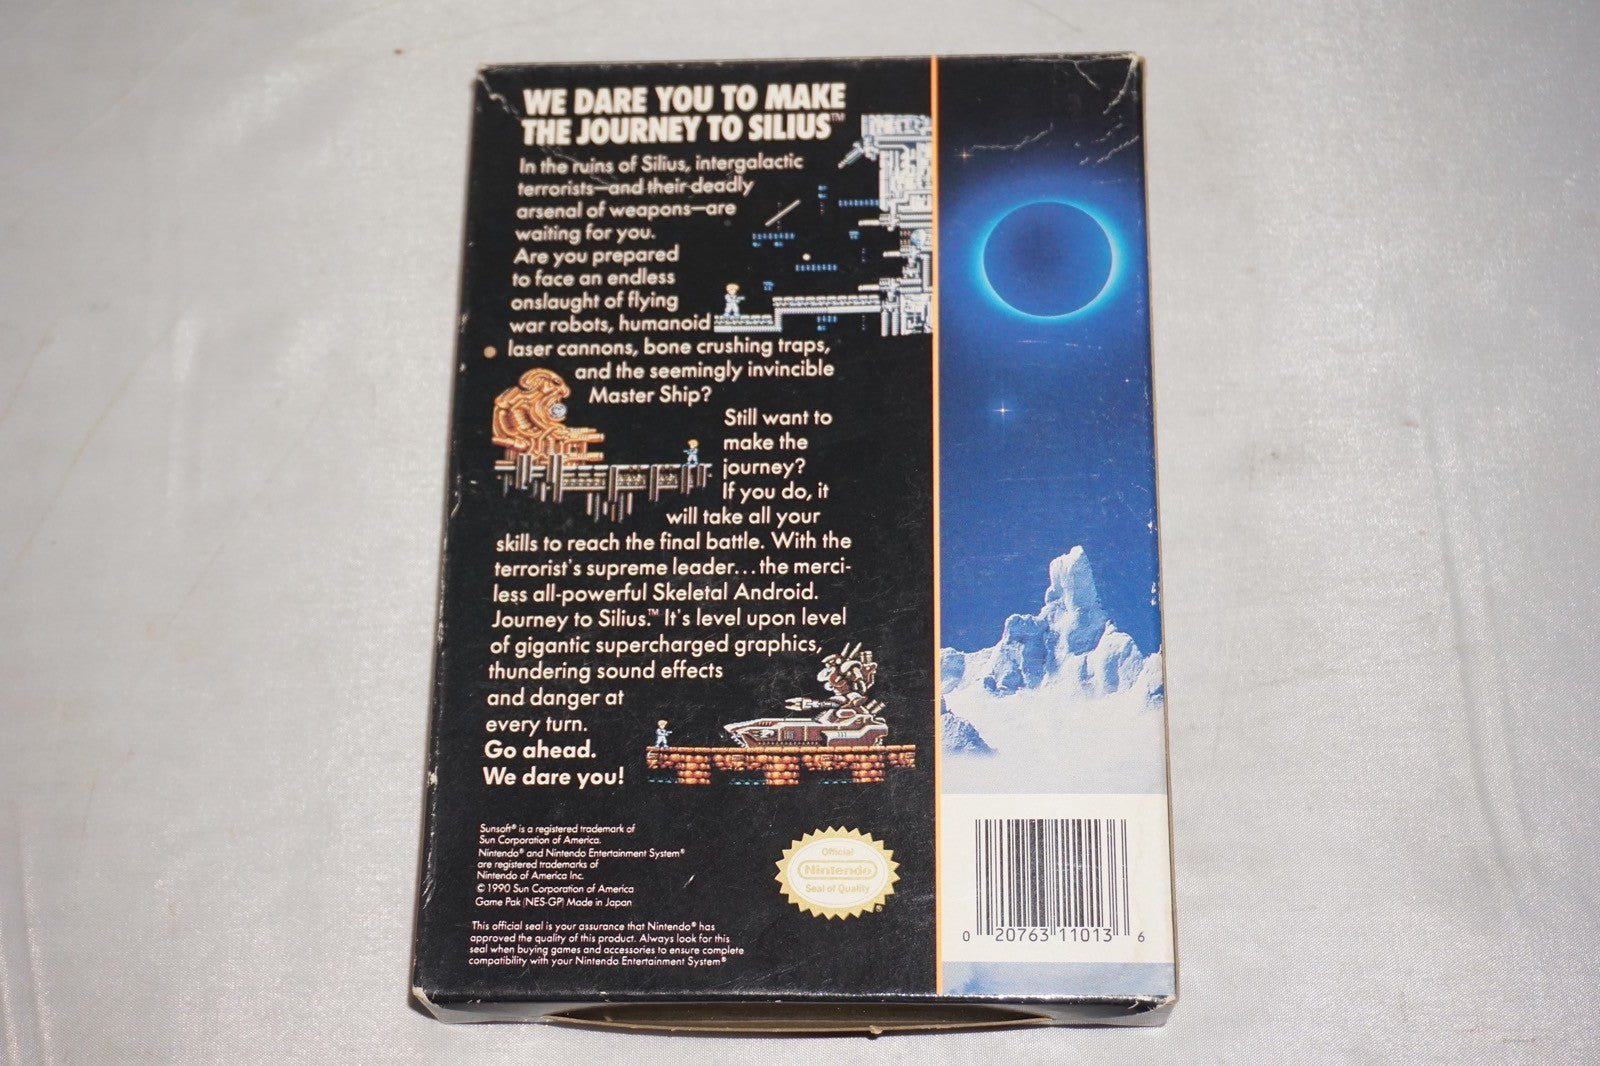 WE DARE YOU TO MAKE
THE JOURNEY TO SILIUS™
In the ruins of Silius, intergalactic
terrorists—and their deadly
arsenal of weapons—are
waiting for you.
Are you prepared
to face an endless
onslaught of flying
war robots, humanoid
laser cannons, bone crushing traps,
and the seemingly invincible
Master Ship?
Still want to
make the
journey?
If you do, it
will take all your
skills to reach the final battle. With the
terrorist's supreme leader...the merci-
less all-powerful Skeletal Android.
Journey to Silius.™ It's level upon level
of gigantic supercharged graphics,
thundering sound effects
and danger at
every turn.
Go ahead.
We dare you!
Sunsoft® is a registered trademark of
Sun Corporation of America.
Nintendo® and Nintendo Entertainment System®
are registered trademarks of
Nintendo of America Inc.
© 1990 Sun Corporation of America
Game Pak (NES-GP) Made in Japan
This official seal is your assurance that Nintendo® has
approved the quality of this product. Always look for this
seal when buying games and accessories to ensure complete
compatibility with your Nintendo Entertainment System®
Official
Nintendo
Seal of Quality
0 20763 11013 6